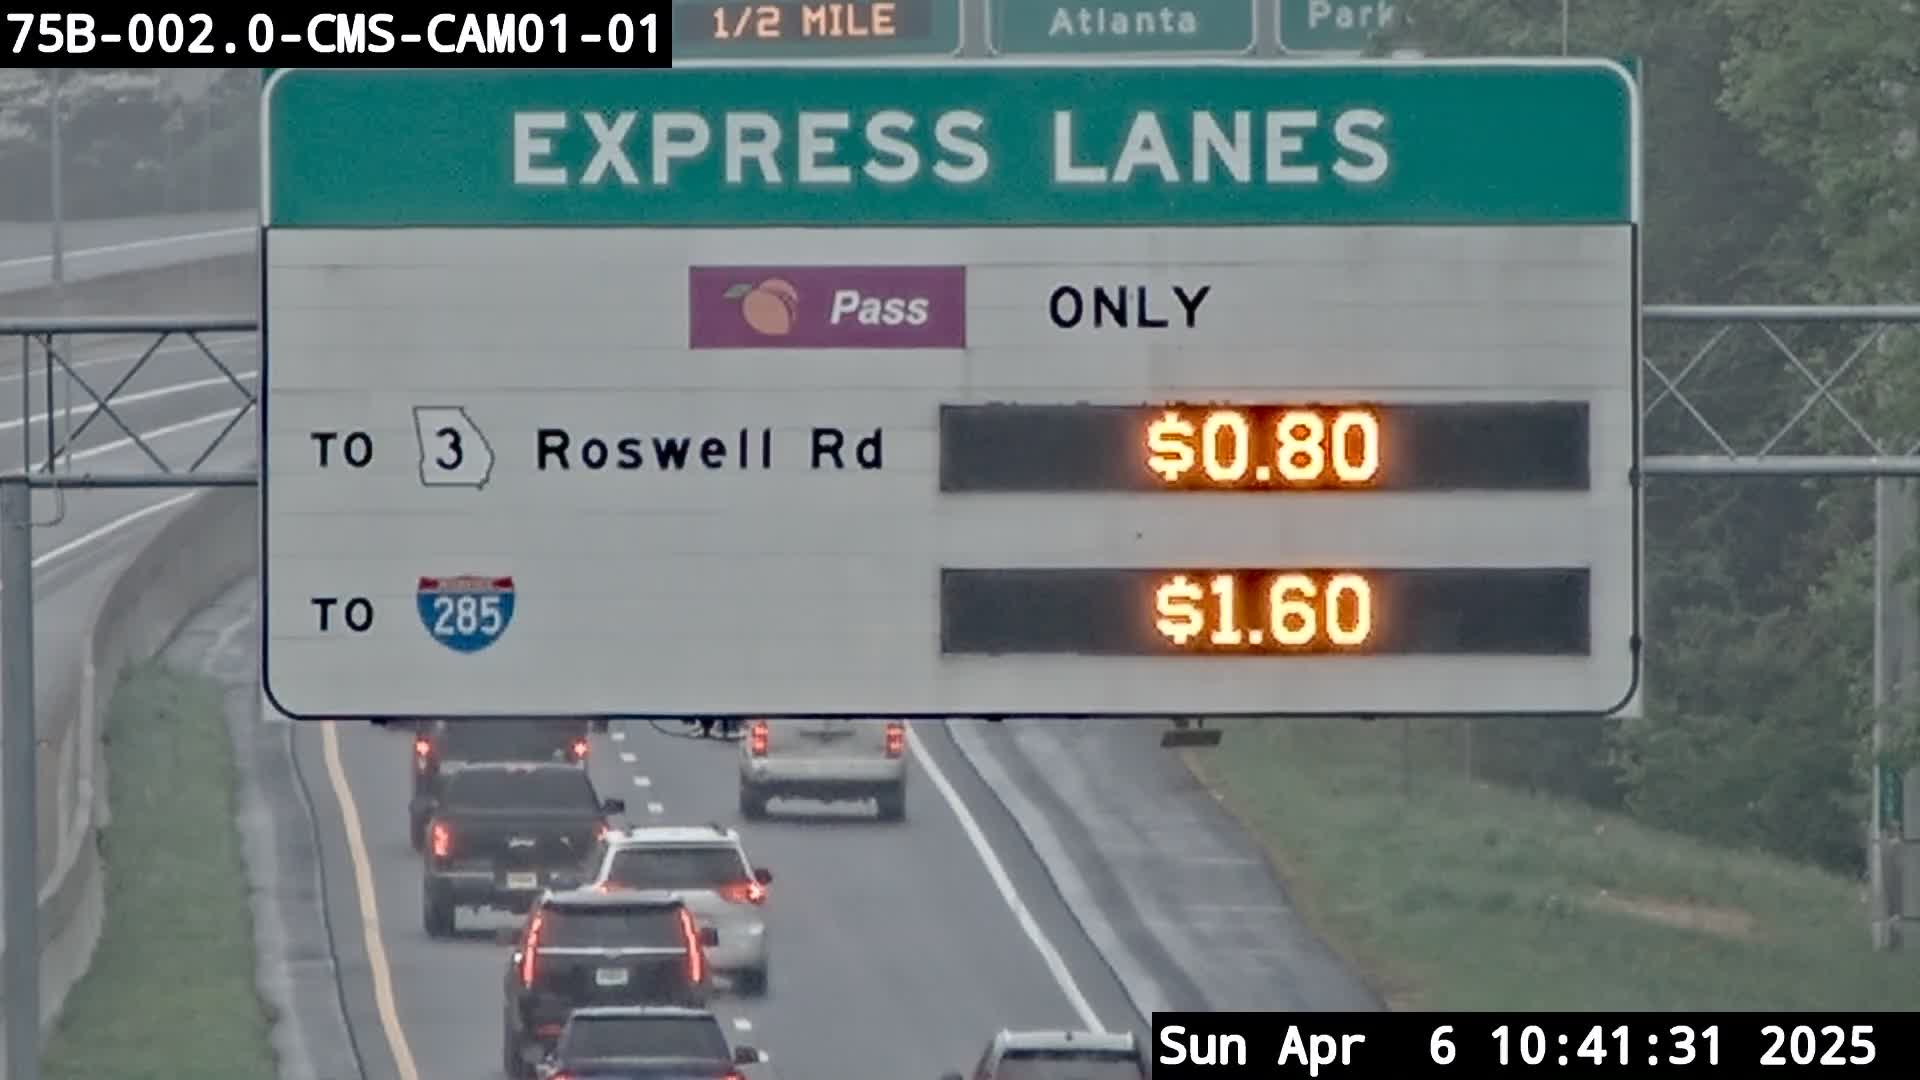 75B-002.0-CMS-CAM01-01
1/2 MILE
Atlanta
Park
EXPRESS LANES
Pass ONLY
TO 3 Roswell Rd $0.80
TO 285 $1.60
Sun Apr 6 10:41:31 2025